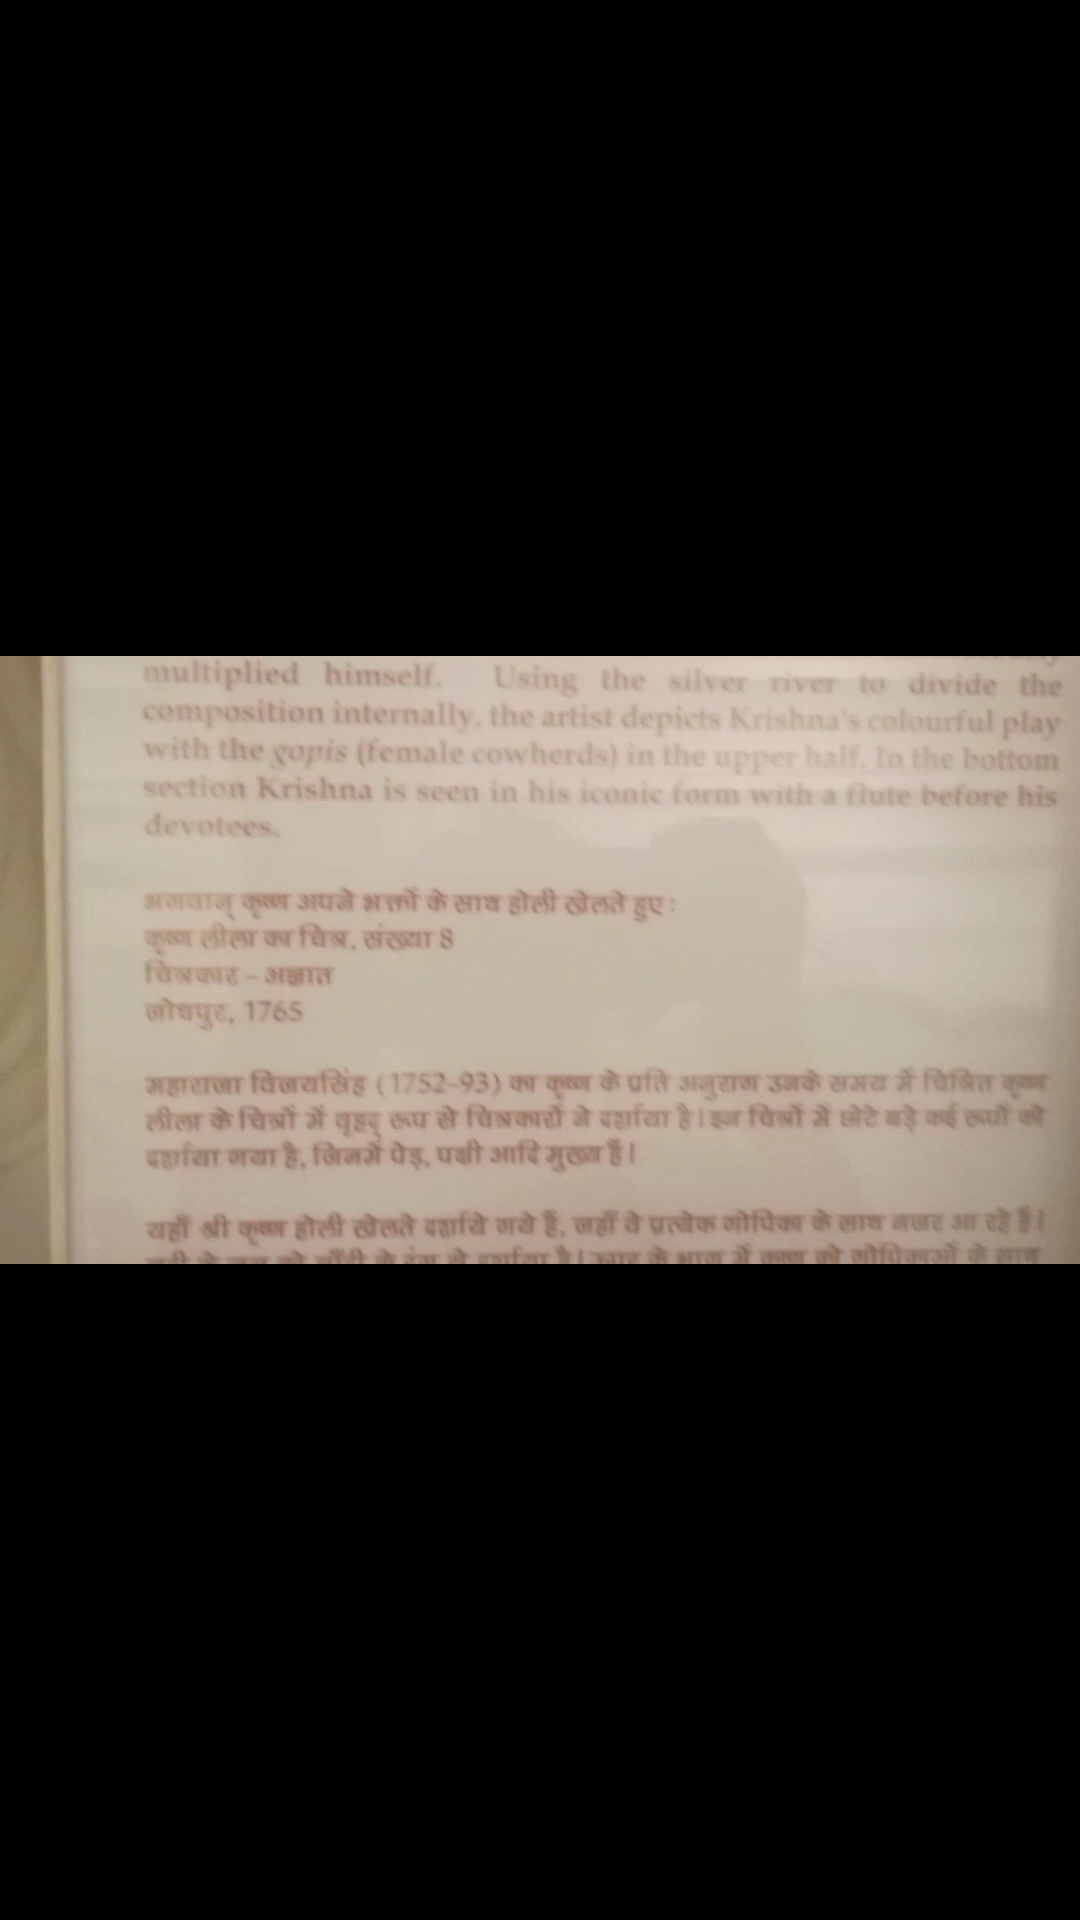 multiplied himself. Using the silver river to divide the
composition internally, the artist depicts Krishna's colourful play
with the gopis (female cowherds) in the upper half. In the bottom
section Krishna is seen in his iconic form with a flute before his
devotees.
भगवान् कृष्ण अपने भक्तों के साथ होली खेलते हुए :
कृष्ण लीला का चित्र, संख्या 8
चित्रकार - अज्ञात
जोधपुर, 1765
महाराजा विजयसिंह (1752-93) का कृष्ण के प्रति अनुराग उनके समय में चित्रित कृष्ण
लीला के चित्रों में वृहद् रूप से चित्रकारों ने दर्शाया है। इन चित्रों में छोटे बड़े कई रूपों को
दर्शाया गया है, जिनमें पेड़, पक्षी आदि मुख्य हैं।
यहाँ श्री कृष्ण होली खेलते दर्शाये गये हैं, जहाँ वे प्रत्येक गोपिका के साथ नजर आ रहे है।
के रंग से दर्शाया है। ऊपर के भाग में कृष्ण को गोपिकाओं के साथ